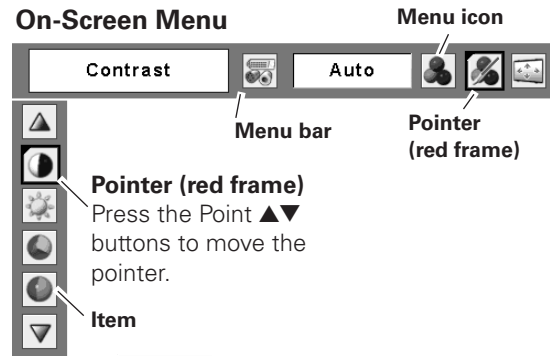 On-Screen Menu
Menu icon
Contrast
Auto
Menu bar
Pointer
(red frame)
Pointer (red frame)
Press the Point ▲▼
buttons to move the
pointer.
Item